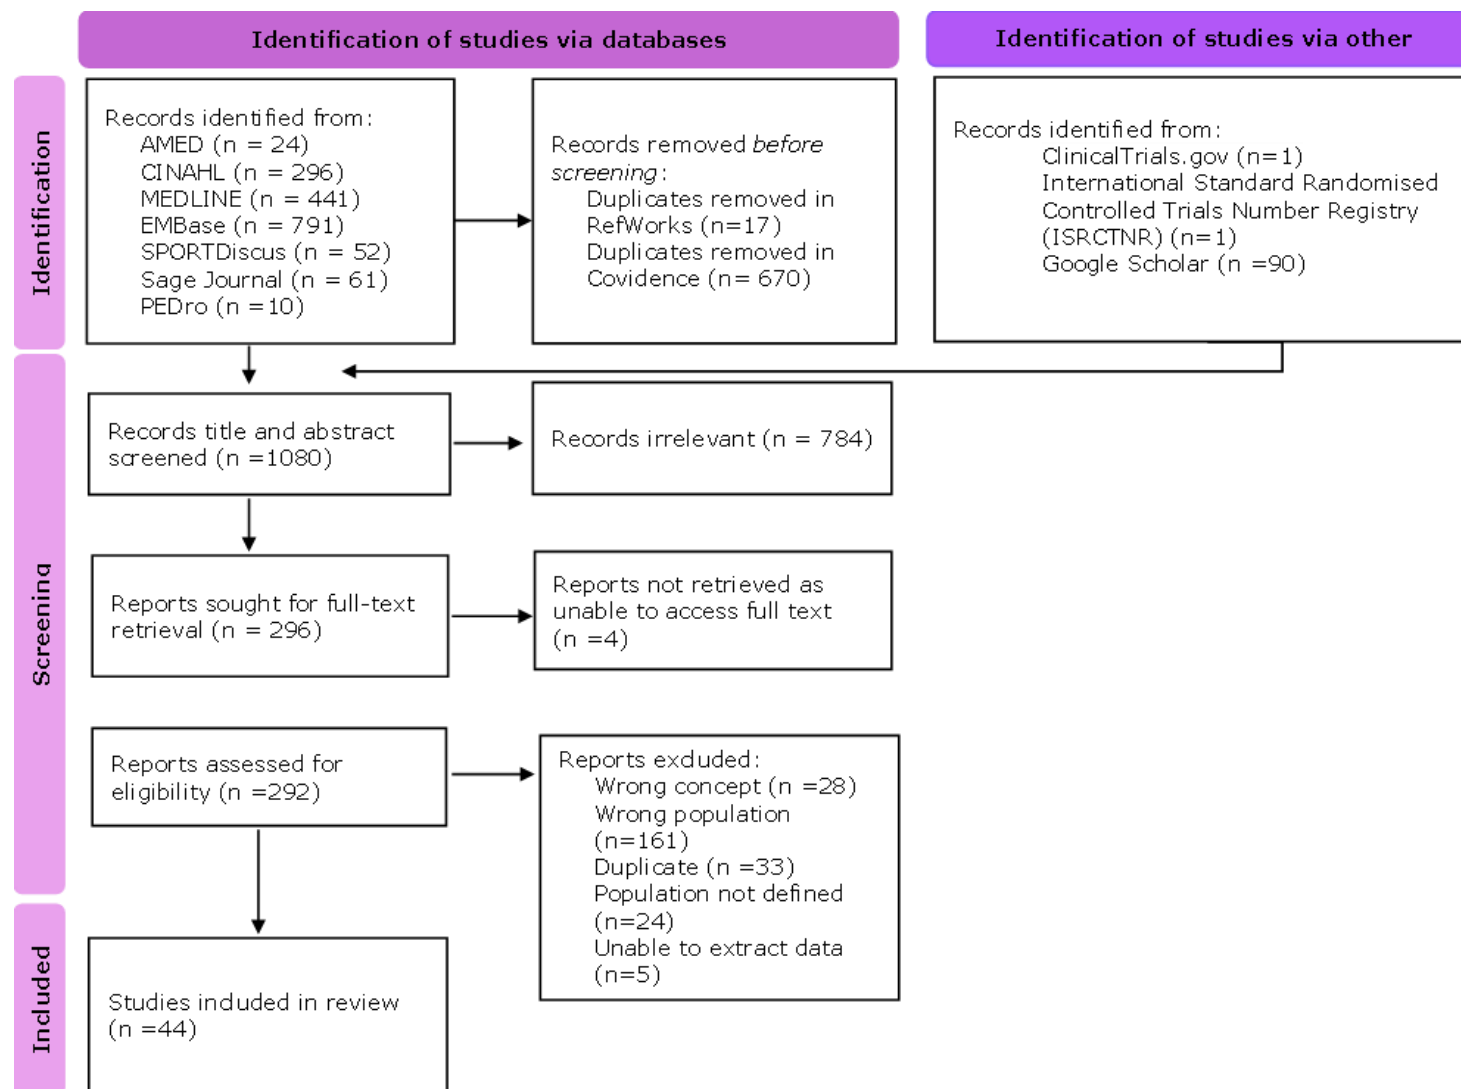 Identification of studies via databases
Identification of studies via other
Identification
Records identified from:
AMED (n = 24)
CINAHL (n = 296)
MEDLINE (n = 441)
EMBase (n = 791)
SPORTDiscus (n = 52)
Sage Journal (n = 61)
PEDro (n =10)
Records removed before
screening:
Duplicates removed in
RefWorks (n=17)
Duplicates removed in
Covidence (n= 670)
Records identified from:
ClinicalTrials.gov (n=1)
International Standard Randomised
Controlled Trials Number Registry
(ISRCTNR) (n=1)
Google Scholar (n =90)
Screening
Records title and abstract
screened (n =1080)
Records irrelevant (n = 784)
Reports sought for full-text
retrieval (n = 296)
Reports not retrieved as
unable to access full text
(n =4)
Reports assessed for
eligibility (n =292)
Reports excluded:
Wrong concept (n =28)
Wrong population
(n=161)
Duplicate (n =33)
Population not defined
(n=24)
Unable to extract data
(n=5)
Included
Studies included in review
(n =44)